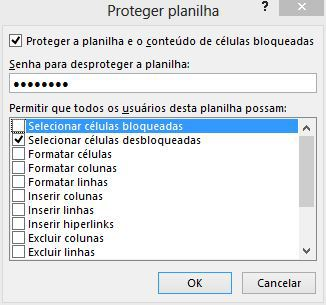 Proteger planilha
?
Proteger a planilha e o conteúdo de células bloqueadas
Senha para desproteger a planilha:
••••••••
Permitir que todos os usuários desta planilha possam:
Selecionar células bloqueadas
Selecionar células desbloqueadas
Formatar células
Formatar colunas
Formatar linhas
Inserir colunas
Inserir linhas
Inserir hiperlinks
Excluir colunas
Excluir linhas
OK
Cancelar